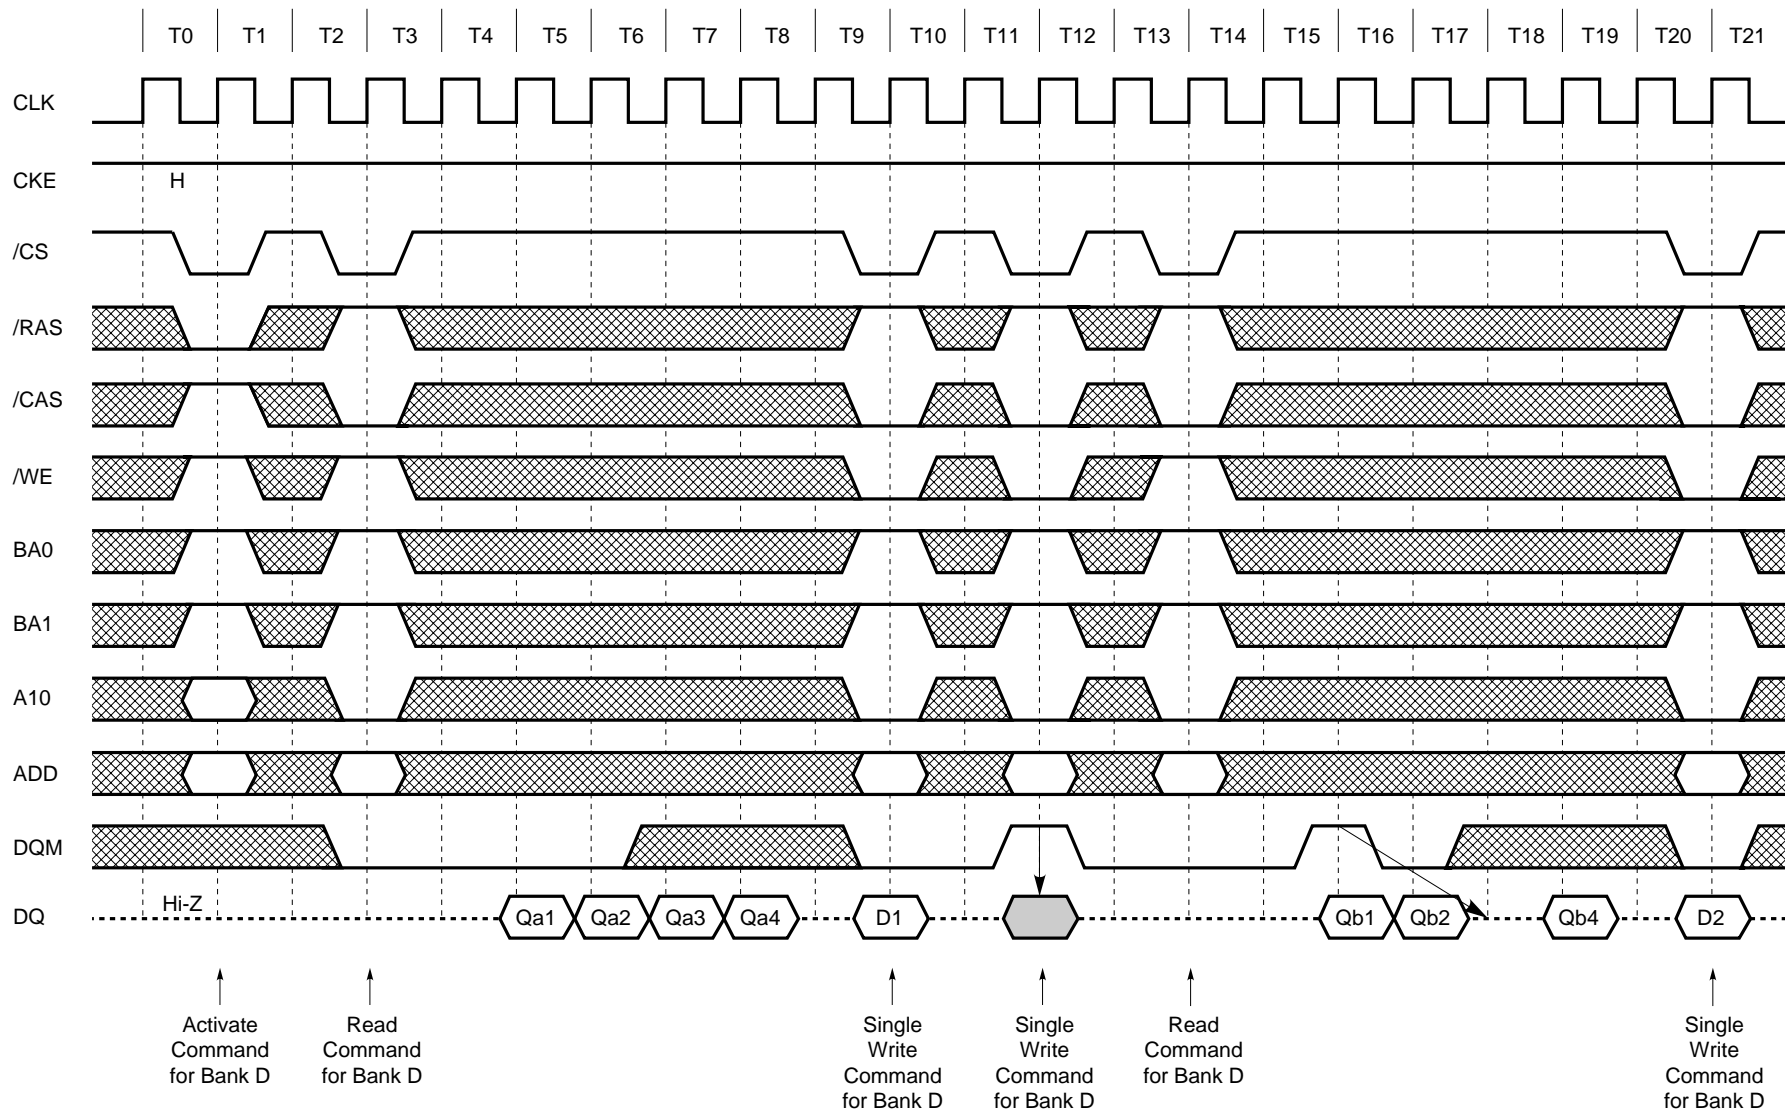 T0 T1 T2 T3 T4 T5 T6 T7 T8 T9 T10 T11 T12 T13 T14 T15 T16 T17 T18 T19 T20 T21
CLK
CKE H
/CS
/RAS
/CAS
/WE
BA0
BA1
A10
ADD
DQM
DQ Hi-Z Qa1 Qa2 Qa3 Qa4 D1 Qb1 Qb2 Qb4 D2
Activate
Command
for Bank D
Read
Command
for Bank D
Single
Write
Command
for Bank D
Single
Write
Command
for Bank D
Read
Command
for Bank D
Single
Write
Command
for Bank D